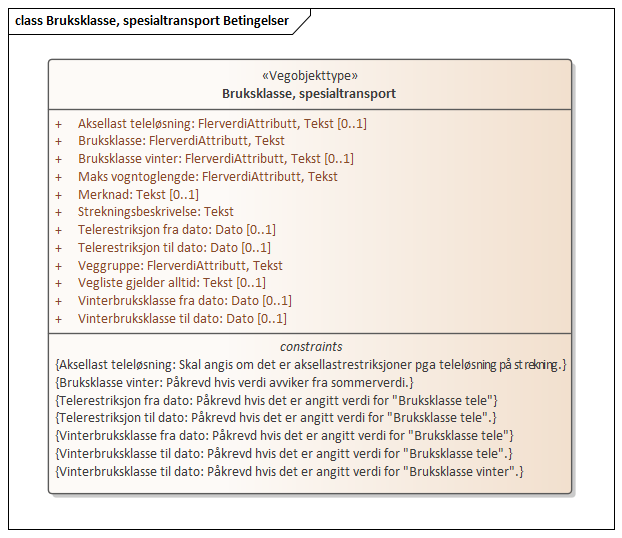 class Bruksklasse, spesialtransport Betingelser
«Vegobjekttype»
Bruksklasse, spesialtransport
+ Aksellast teleløsning: FlerverdiAttributt, Tekst [0..1]
+ Bruksklasse: FlerverdiAttributt, Tekst
+ Bruksklasse vinter: FlerverdiAttributt, Tekst [0..1]
+ Maks vogntoglengde: FlerverdiAttributt, Tekst
+ Merknad: Tekst [0..1]
+ Strekningsbeskrivelse: Tekst
+ Telerestriksjon fra dato: Dato [0..1]
+ Telerestriksjon til dato: Dato [0..1]
+ Veggruppe: FlerverdiAttributt, Tekst
+ Vegliste gjelder alltid: Tekst [0..1]
+ Vinterbruksklasse fra dato: Dato [0..1]
+ Vinterbruksklasse til dato: Dato [0..1]
constraints
{Aksellast teleløsning: Skal angis om det er aksellastrestriksjoner pga teleløsning på strekning.}
{Bruksklasse vinter: Påkrevd hvis verdi avviker fra sommerverdi.}
{Telerestriksjon fra dato: Påkrevd hvis det er angitt verdi for "Bruksklasse tele"}
{Telerestriksjon til dato: Påkrevd hvis det er angitt verdi for "Bruksklasse tele".}
{Vinterbruksklasse fra dato: Påkrevd hvis det er angitt verdi for "Bruksklasse tele"}
{Vinterbruksklasse til dato: Påkrevd hvis det er angitt verdi for "Bruksklasse tele".}
{Vinterbruksklasse til dato: Påkrevd hvis det er angitt verdi for "Bruksklasse vinter".}